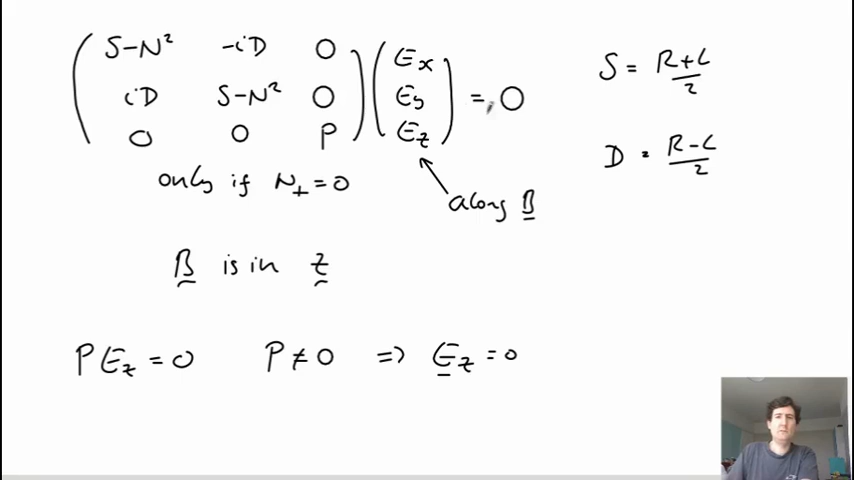 ( S-N² -iD 0 ) ( Ex )
( iD S-N² 0 ) ( Ey ) = 0
( 0 0 P ) ( Ez )
S = R+L/2
D = R-L/2
only if N⊥=0
along B
B is in z
P Ez = 0 P ≠ 0 => Ez = 0